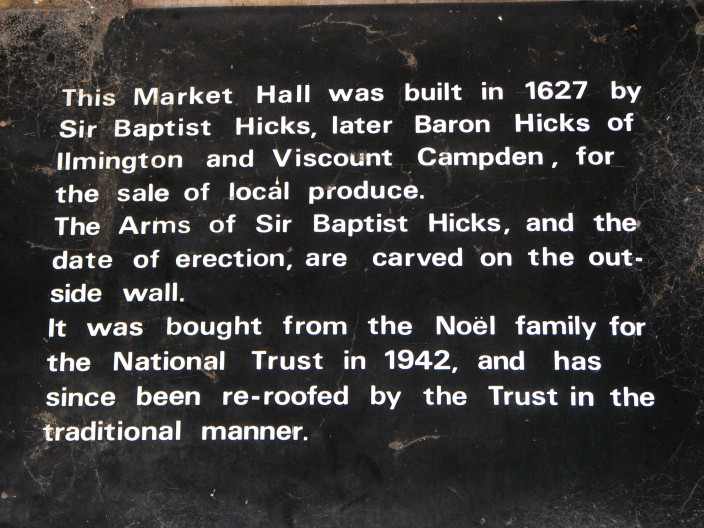 This Market Hall was built in 1627 by
Sir Baptist Hicks, later Baron Hicks of
Ilmington and Viscount Campden, for
the sale of local produce.
The Arms of Sir Baptist Hicks, and the
date of erection, are carved on the out-
side wall.
It was bought from the Noël family for
the National Trust in 1942, and has
since been re-roofed by the Trust in the
traditional manner.